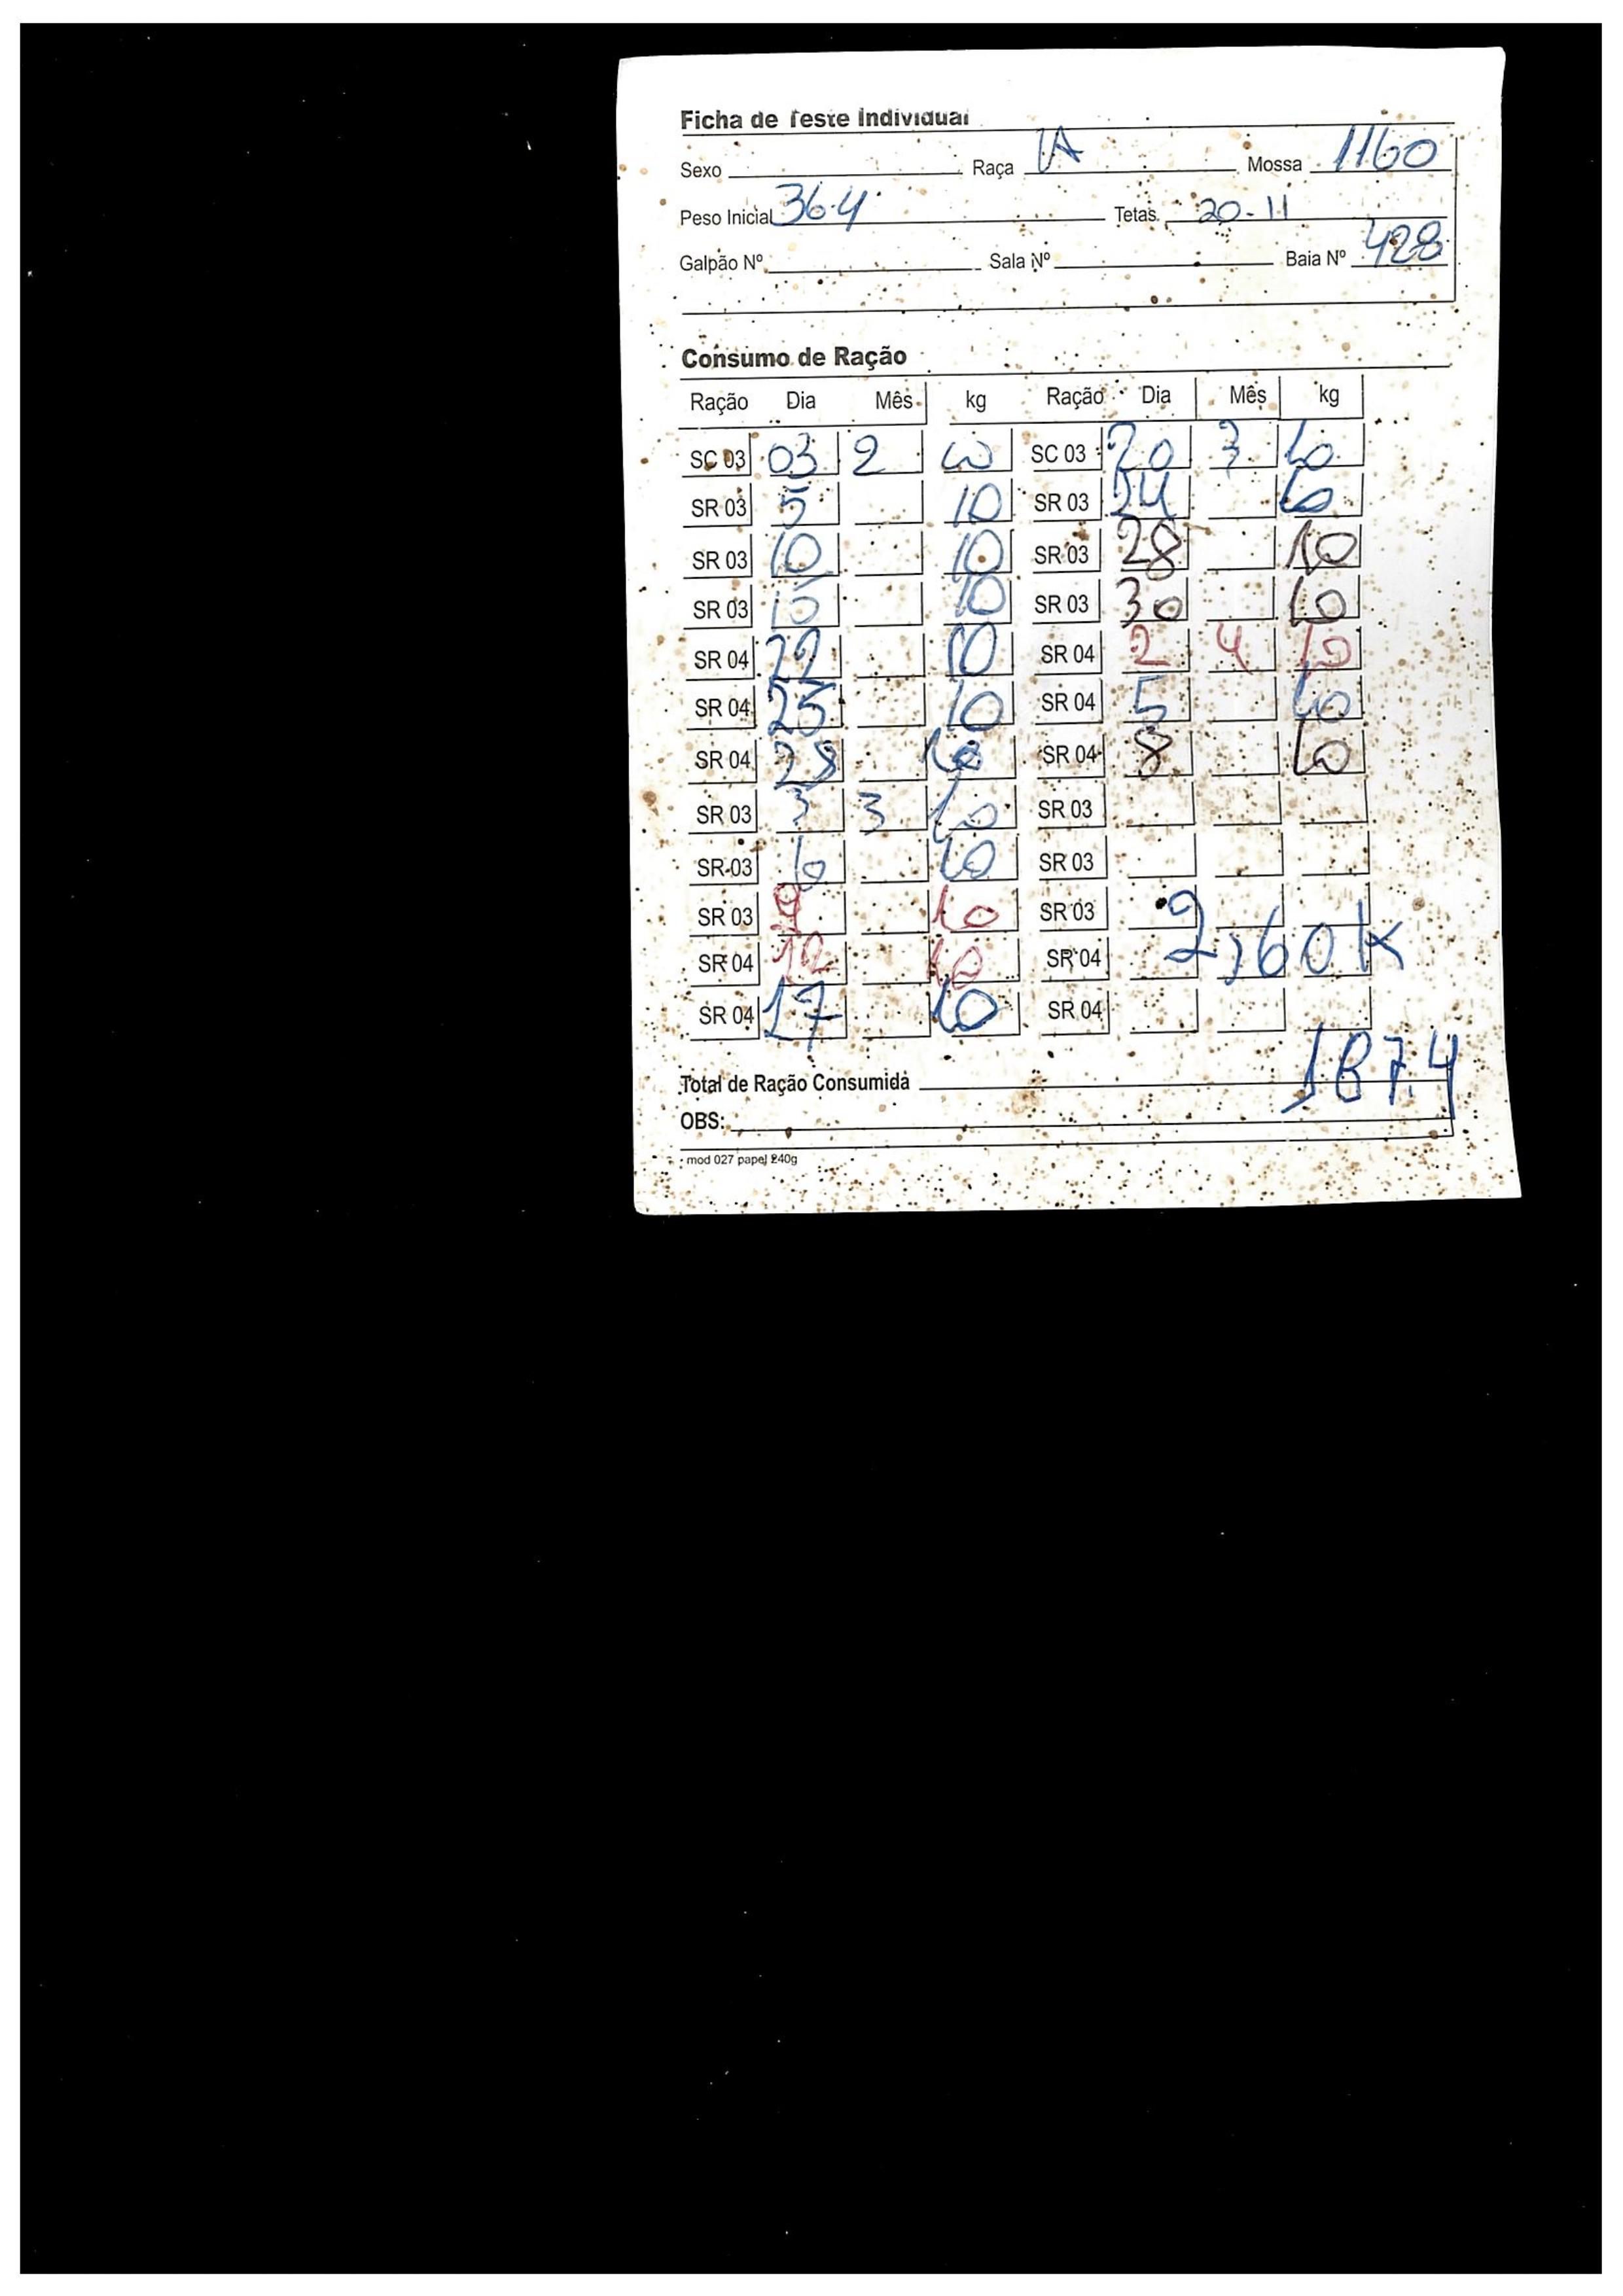 Ficha de Teste Individual
Sexo Raça LA Mossa 1160
Peso Inicial 36.4 Tetas 20-11
Galpão Nº Sala Nº Baia Nº 428
Consumo de Ração
Ração Dia Mês kg Ração Dia Mês kg
SC 03 03 2 10 SC 03 20 3 10
SR 03 5 10 SR 03 24 10
SR 03 10 10 SR 03 28 10
SR 03 15 10 SR 03 30 10
SR 04 22 10 SR 04 2 4 10
SR 04 25 10 SR 04 5 10
SR 04 28 10 SR 04 8 10
SR 03 3 3 10 SR 03
SR 03 6 10 SR 03
SR 03 9 10 SR 03
SR 04 12 10 SR 04 2,60 K
SR 04 17 10 SR 04
Total de Ração Consumida 187.4
OBS:
mod 027 papel 240g